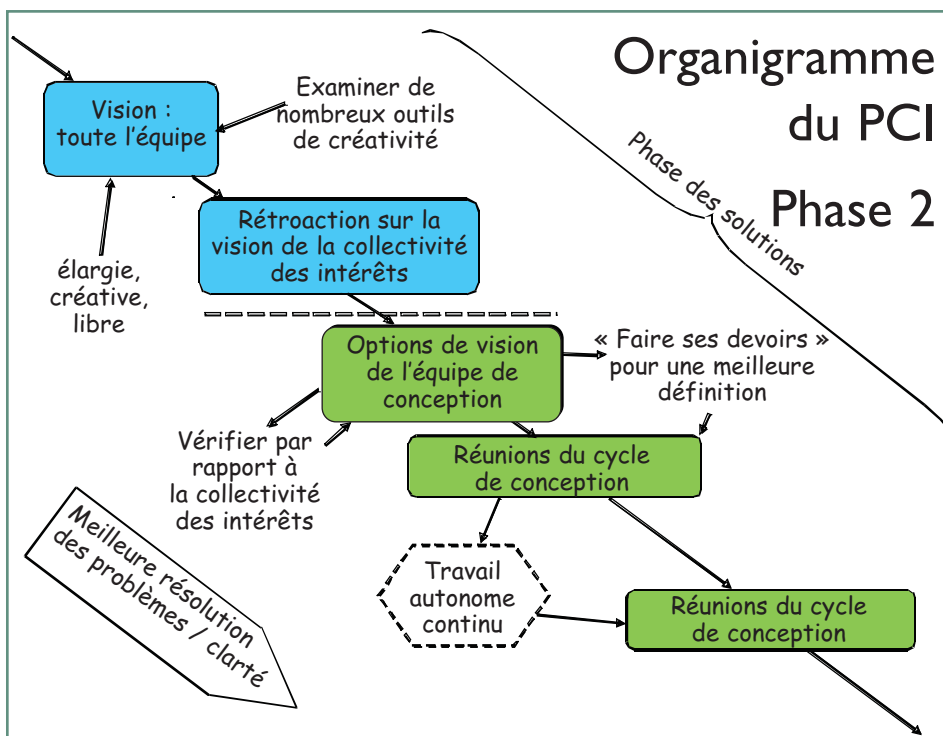 Organigramme
du PCI
Phase 2
Vision :
toute l'équipe
Examiner de
nombreux outils
de créativité
Phase des solutions
Rétroaction sur la
vision de la collectivité
des intérêts
élargie,
créative,
libre
Options de vision
de l'équipe de
conception
« Faire ses devoirs »
pour une meilleure
définition
Vérifier par
rapport à
la collectivité
des intérêts
Réunions du cycle
de conception
Meilleure résolution
des problèmes / clarté
Travail
autonome
continu
Réunions du cycle
de conception